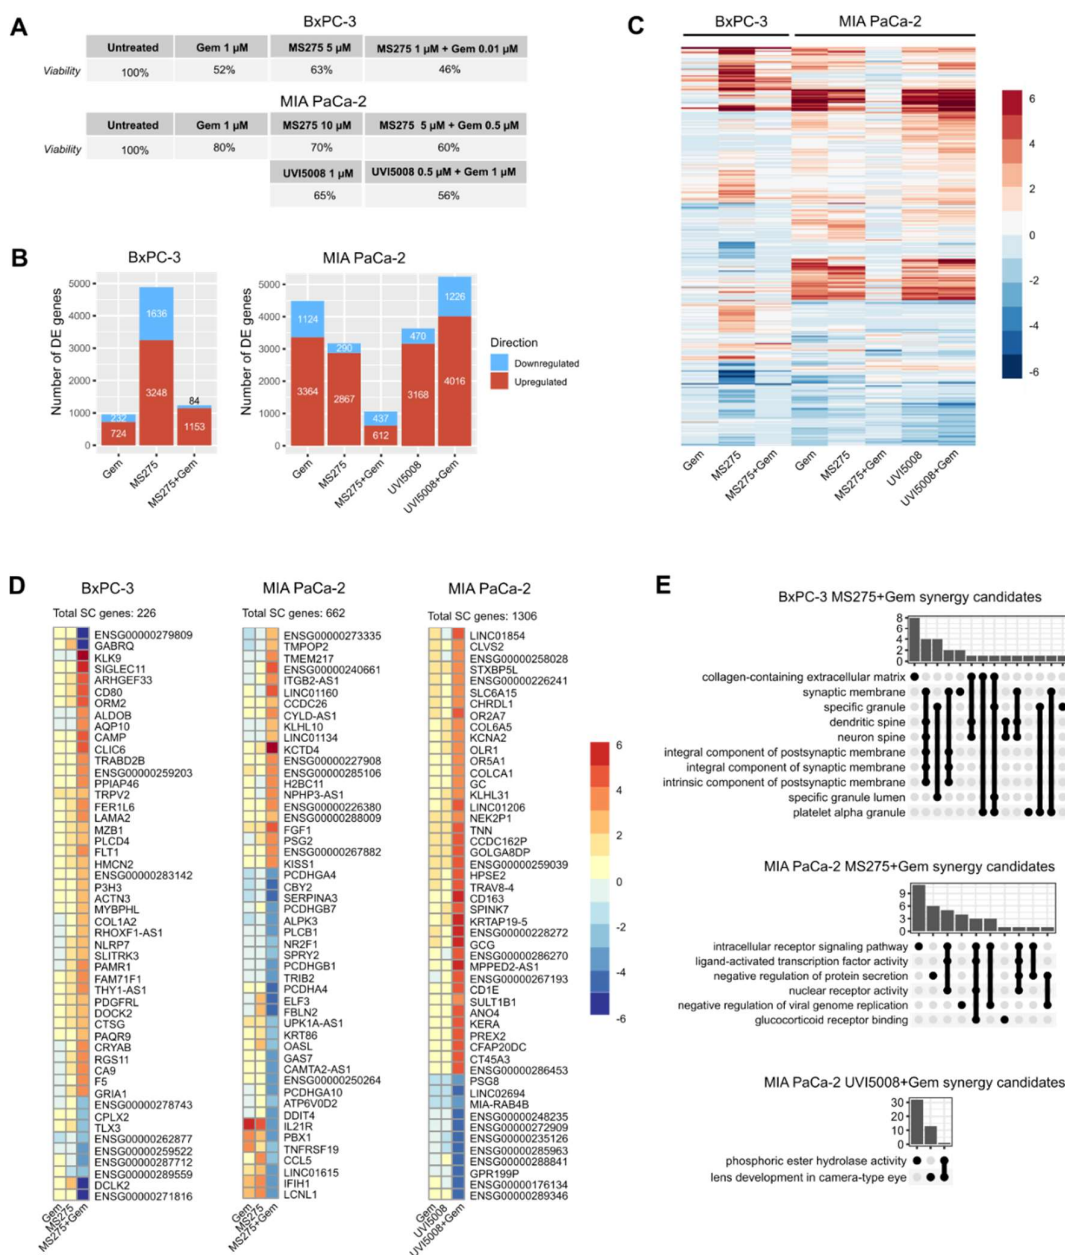 A
BxPC-3
Untreated Gem 1 µM MS275 5 µM MS275 1 µM + Gem 0.01 µM
Viability 100% 52% 63% 46%
MIA PaCa-2
Untreated Gem 1 µM MS275 10 µM MS275 5 µM + Gem 0.5 µM
Viability 100% 80% 70% 60%
UVI5008 1 µM UVI5008 0.5 µM + Gem 1 µM
65% 56%
B
BxPC-3
Number of DE genes
5000
4000
3000
2000
1000
0
232
724
1636
3248
84
1153
Gem MS275 MS275+Gem
MIA PaCa-2
Number of DE genes
5000
4000
3000
2000
1000
0
1124
3364
290
2867
437
612
470
3168
1226
4016
Gem MS275 MS275+Gem UVI5008 UVI5008+Gem
Direction
Downregulated
Upregulated
C
BxPC-3 MIA PaCa-2
6
4
2
0
-2
-4
-6
Gem MS275 MS275+Gem Gem MS275 MS275+Gem UVI5008 UVI5008+Gem
D
BxPC-3
Total SC genes: 226
ENSG00000279809
GABRQ
KLK9
SIGLEC11
ARHGEF33
CD80
ORM2
ALDOB
AQP10
CAMP
CLIC6
TRABD2B
ENSG00000259203
PPIAP46
TRPV2
FER1L6
LAMA2
MZB1
PLCD4
FLT1
HMCN2
ENSG00000283142
P3H3
ACTN3
MYBPHL
COL1A2
RHOXF1-AS1
NLRP7
SLITRK3
PAMR1
FAM71F1
THY1-AS1
PDGFRL
DOCK2
CTSG
PAQR9
CRYAB
RGS11
CA9
F5
GRIA1
ENSG00000278743
CPLX2
TLX3
ENSG00000262877
ENSG00000259522
ENSG00000287712
ENSG00000289559
DCLK2
ENSG00000271816
Gem MS275 MS275+Gem
MIA PaCa-2
Total SC genes: 662
ENSG00000273335
TMPOP2
TMEM217
ENSG00000240661
ITGB2-AS1
LINC01160
CCDC26
CYLD-AS1
KLHL10
LINC01134
KCTD4
ENSG00000227908
ENSG00000285106
H2BC11
NPHP3-AS1
ENSG00000226380
ENSG00000288009
FGF1
PSG2
ENSG00000267882
KISS1
PCDHGA4
CBY2
SERPINA3
PCDHGB7
ALPK3
PLCB1
NR2F1
SPRY2
PCDHGB1
TRIB2
PCDHA4
ELF3
FBLN2
UPK1A-AS1
KRT86
OASL
GAS7
CAMTA2-AS1
ENSG00000250264
PCDHGA10
ATP6V0D2
DDIT4
IL21R
PBX1
TNFRSF19
CCL5
LINC01615
IFIH1
LCNL1
Gem MS275 MS275+Gem
MIA PaCa-2
Total SC genes: 1306
LINC01854
CLVS2
ENSG00000258028
STXBP5L
ENSG00000226241
SLC6A15
CHRDL1
OR2A7
COL6A5
KCNA2
OLR1
OR5A1
COLCA1
GC
KLHL31
LINC01206
NEK2P1
TNN
CCDC162P
GOLGA8DP
ENSG00000259039
HPSE2
TRAV8-4
CD163
SPINK7
KRTAP19-5
ENSG00000228272
GCG
ENSG00000286270
MPPED2-AS1
ENSG00000267193
CD1E
SULT1B1
ANO4
KERA
PREX2
CFAP20DC
CT45A3
ENSG00000286453
PSG8
LINC02694
MIA-RAB4B
ENSG00000248235
ENSG00000272909
ENSG00000235126
ENSG00000285963
ENSG00000288841
GPR199P
ENSG00000176134
ENSG00000289346
Gem UVI5008 UVI5008+Gem
6
4
2
0
-2
-4
-6
E
BxPC-3 MS275+Gem synergy candidates
8
6
4
2
0
collagen-containing extracellular matrix
synaptic membrane
specific granule
dendritic spine
neuron spine
integral component of postsynaptic membrane
integral component of synaptic membrane
intrinsic component of postsynaptic membrane
specific granule lumen
platelet alpha granule
MIA PaCa-2 MS275+Gem synergy candidates
9
6
3
0
intracellular receptor signaling pathway
ligand-activated transcription factor activity
negative regulation of protein secretion
nuclear receptor activity
negative regulation of viral genome replication
glucocorticoid receptor binding
MIA PaCa-2 UVI5008+Gem synergy candidates
30
20
10
0
phosphoric ester hydrolase activity
lens development in camera-type eye